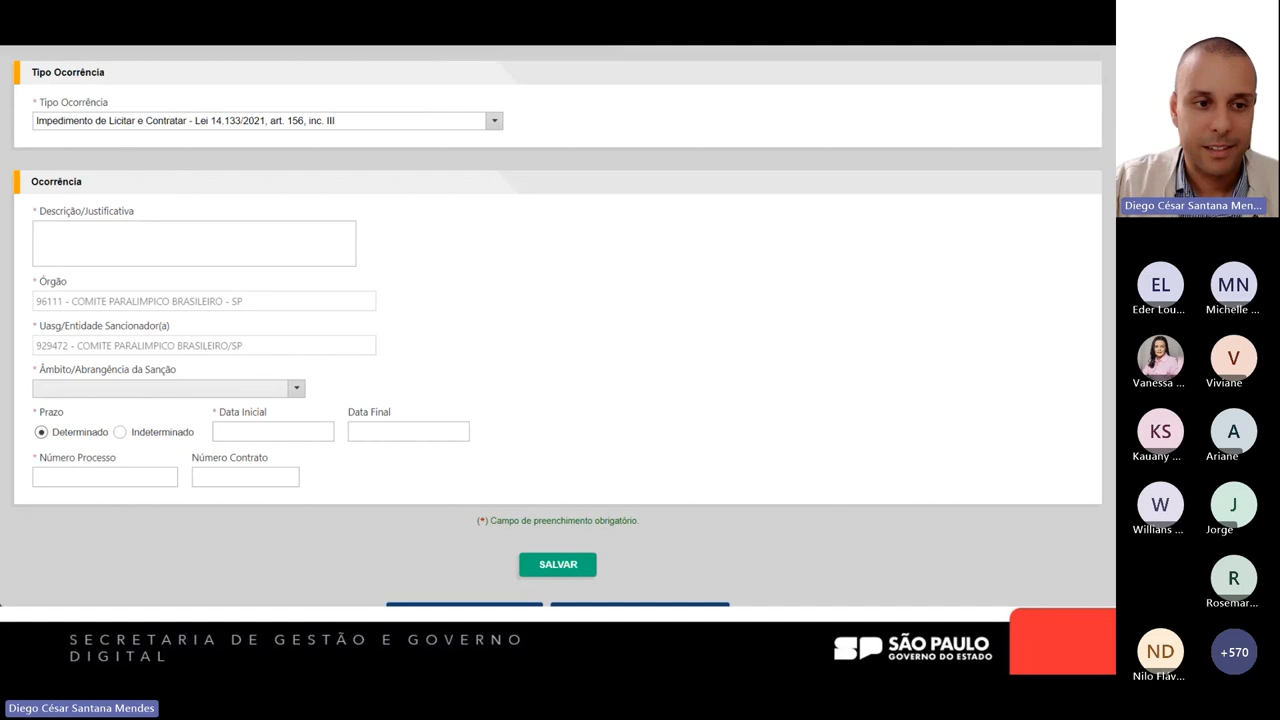 Tipo Ocorrência
* Tipo Ocorrência
Impedimento de Licitar e Contratar - Lei 14.133/2021, art. 156, inc. III
Ocorrência
* Descrição/Justificativa
* Órgão
96111 - COMITE PARALIMPICO BRASILEIRO - SP
* Uasg/Entidade Sancionador(a)
929472 - COMITE PARALIMPICO BRASILEIRO/SP
* Âmbito/Abrangência da Sanção
* Prazo * Data Inicial Data Final
Determinado Indeterminado
* Número Processo Número Contrato
(*) Campo de preenchimento obrigatório.
SALVAR
SECRETARIA DE GESTÃO E GOVERNO
DIGITAL
SP SÃO PAULO
GOVERNO DO ESTADO
Diego César Santana Mendes
Diego César Santana Men...
EL MN
Eder Lou... Michelle ...
V
Vanessa ... Viviane
KS A
Kauany ... Ariane
W J
Willians ... Jorge
R
Rosemar...
ND +570
Nilo Fláv...